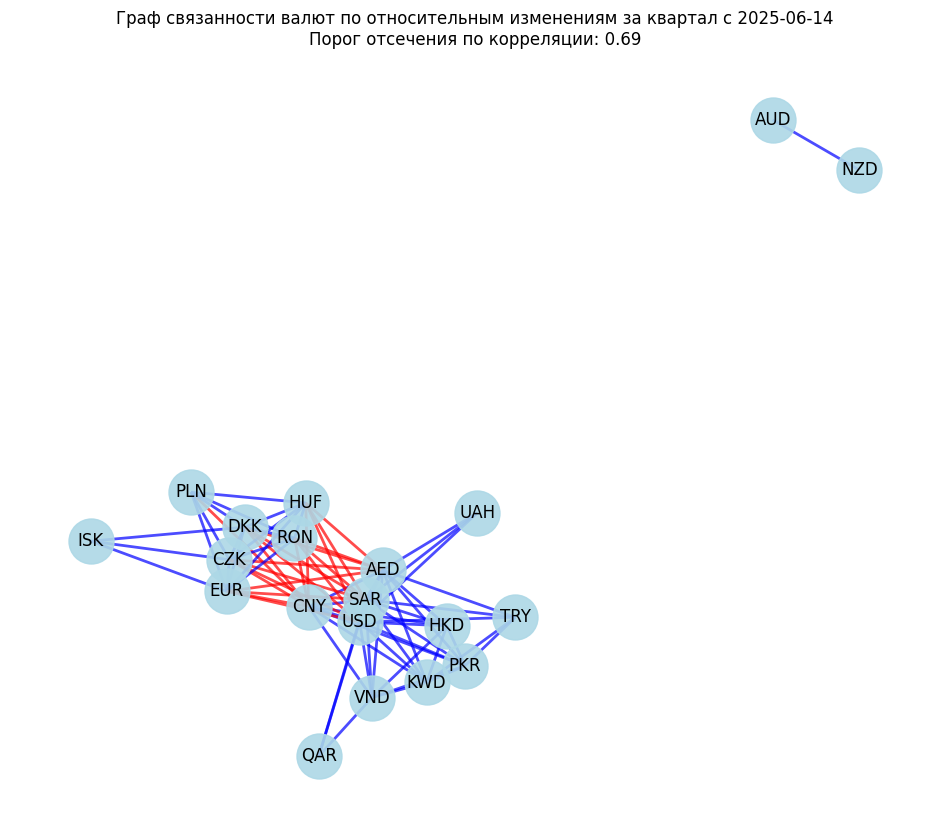 Граф связанности валют по относительным изменениям за квартал с 2025-06-14
Порог отсечения по корреляции: 0.69
AUD
NZD
PLN
HUF
UAH
DKK
ISK
RON
CZK
AED
EUR
SAR
CNY
TRY
USD
HKD
PKR
KWD
VND
QAR